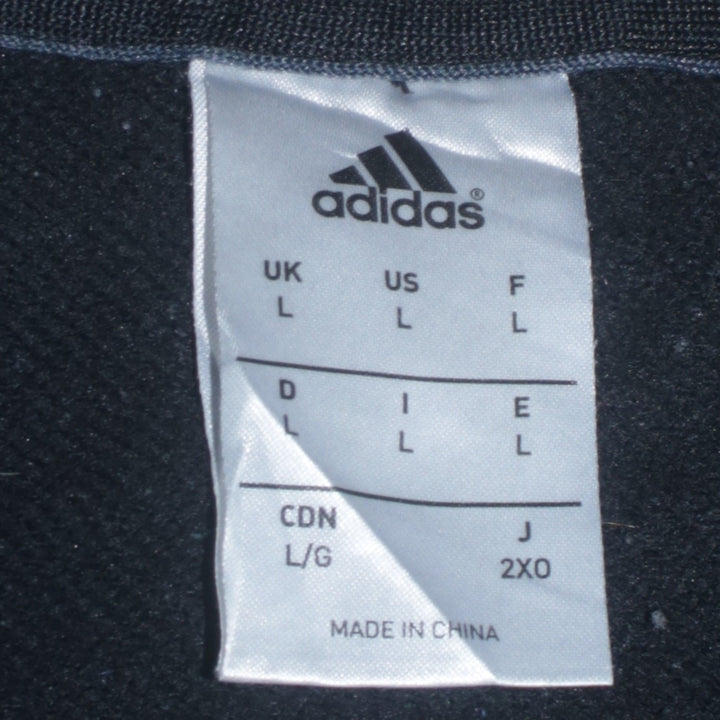 adidas®
UK US F
L L L
D I E
L L L
CDN J
L/G 2XO
MADE IN CHINA